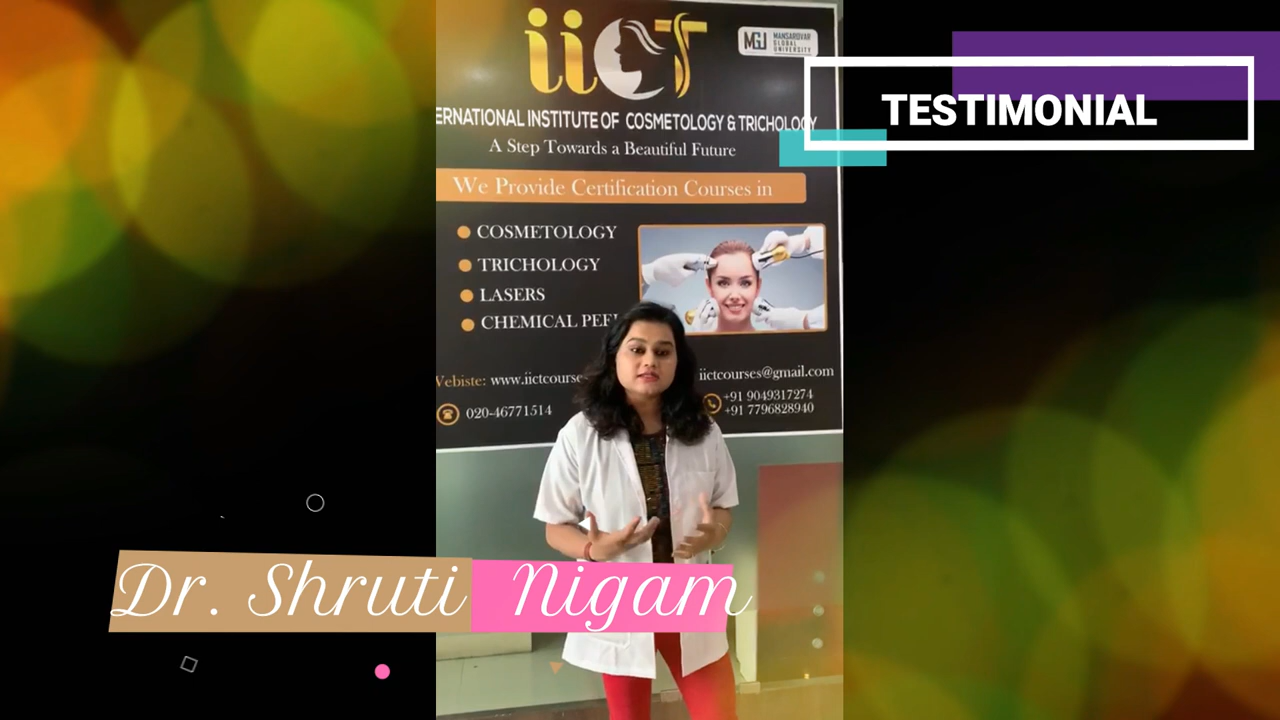 iiCT
MGU MANSAROVAR
GLOBAL
UNIVERSITY
TESTIMONIAL
ERNATIONAL INSTITUTE OF COSMETOLOGY & TRICHOLOGY
A Step Towards a Beautiful Future
We Provide Certification Courses in
COSMETOLOGY
TRICHOLOGY
LASERS
CHEMICAL PEE
Vebiste: www.iictcourse
iictcourses@gmail.com
020-46771514
+91 9049317274
+91 7796828940
Dr. Shruti Nigam